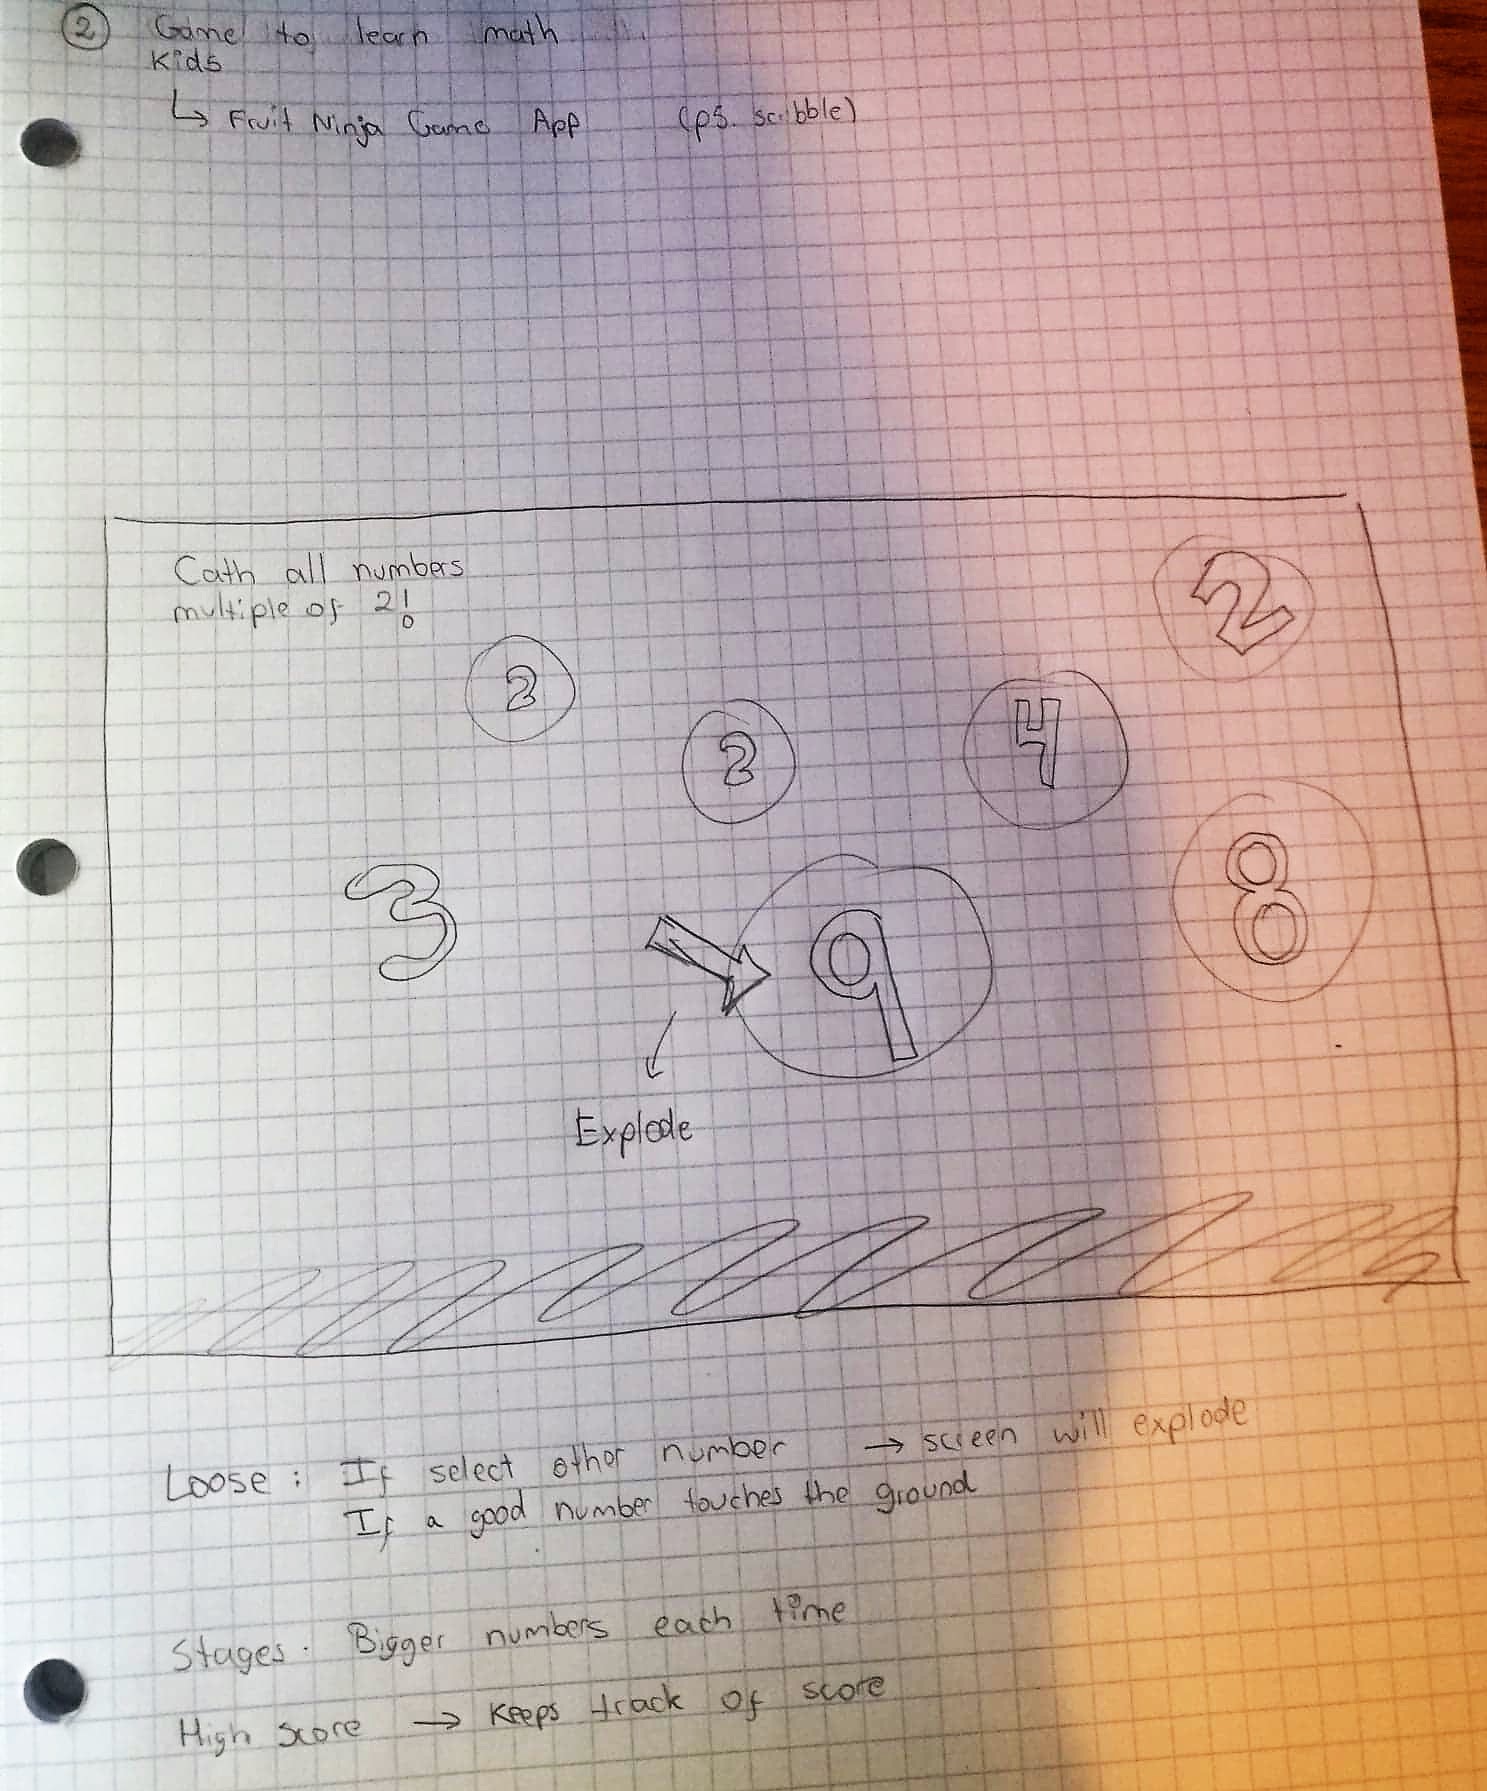 2 Game to learn math
Kids
↳ Fruit Ninja Game App (p5. scribble)
Cath all numbers
multiple of 2!
2
2
2
4
3
9
8
Explode
Loose : If select other number → screen will explode
If a good number touches the ground
Stages. Bigger numbers each time
High score → Keeps track of score